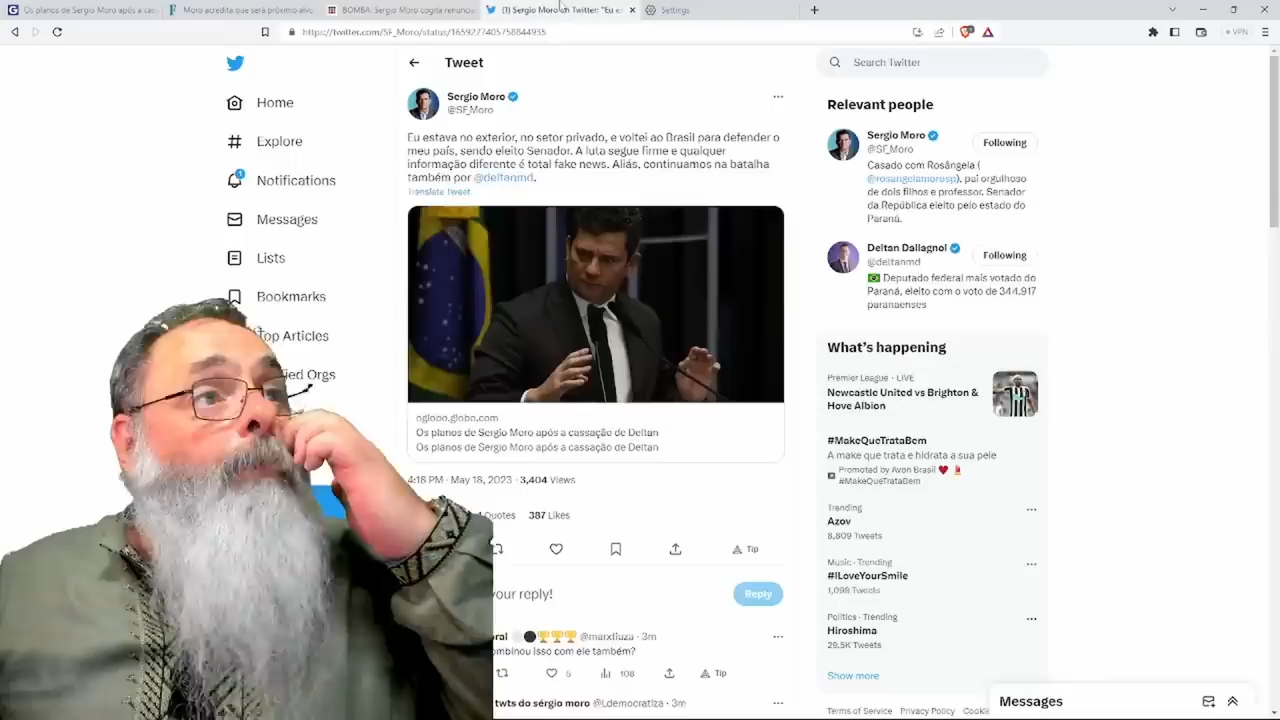 Os planos de Sergio Moro após a cas
Moro acredita que será próximo alvo
BOMBA: Sergio Moro cogita renuncia
(1) Sergio Moro on Twitter: "Eu es
Settings
https://twitter.com/SF_Moro/status/1659277405758844935
VPN
Home
Explore
Notifications
Messages
Lists
Bookmarks
Top Articles
Orgs
Tweet
Sergio Moro
@SF_Moro
Eu estava no exterior, no setor privado, e voltei ao Brasil para defender o
meu país, sendo eleito Senador. A luta segue firme e qualquer
informação diferente é total fake news. Aliás, continuamos na batalha
também por @deltanmd.
Translate Tweet
oglobo.globo.com
Os planos de Sergio Moro após a cassação de Deltan
Os planos de Sergio Moro após a cassação de Deltan
4:18 PM · May 18, 2023 · 3,404 Views
Quotes 387 Likes
Tip
your reply!
Reply
@marxfiuza · 3m
ombinou isso com ele também?
5 108 Tip
twts do sérgio moro @Ldemocratiza · 3m
Search Twitter
Relevant people
Sergio Moro
@SF_Moro
Following
Casado com Rosângela (
@rosangelamorosp), pai orgulhoso
de dois filhos e professor. Senador
da República eleito pelo estado do
Paraná.
Deltan Dallagnol
@deltanmd
Following
Deputado federal mais votado do
Paraná, eleito com o voto de 344.917
paranaenses
What's happening
Premier League · LIVE
Newcastle United vs Brighton &
Hove Albion
#MakeQueTrataBem
A make que trata e hidrata a sua pele
Promoted by Avon Brasil
#MakeQueTrataBem
Trending
Azov
8,809 Tweets
Music · Trending
#ILoveYourSmile
1,098 Tweets
Politics · Trending
Hiroshima
29.5K Tweets
Show more
Terms of Service Privacy Policy Cookie
Messages